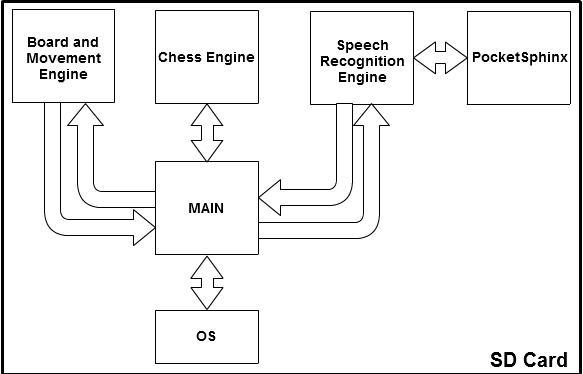 Board and
Movement
Engine
Chess Engine
Speech
Recognition
Engine
PocketSphinx
MAIN
OS
SD Card